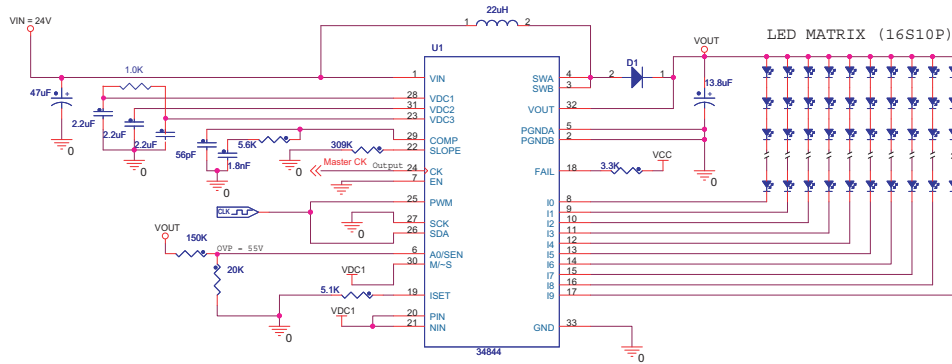 VIN = 24V
22uH
1
2
LED MATRIX (16S10P)
VOUT
U1
1.0K
47uF
2.2uF
2.2uF
2.2uF
0
0
56pF
1.8nF
5.6K
309K
0
0
Master CK
Output
CLK
0
VOUT
150K
OVP = 55V
20K
VDC1
5.1K
VDC1
0
0
1
28
31
23
29
22
24
7
25
27
26
6
30
19
20
21
VIN
VDC1
VDC2
VDC3
COMP
SLOPE
CK
EN
PWM
SCK
SDA
A0/SEN
M/~S
ISET
PIN
NIN
SWA
SWB
VOUT
PGNDA
PGNDB
FAIL
I0
I1
I2
I3
I4
I5
I6
I7
I8
I9
GND
4
3
32
5
2
18
8
9
10
11
12
13
14
15
16
17
33
D1
2
1
13.8uF
0
3.3K
VCC
0
34844